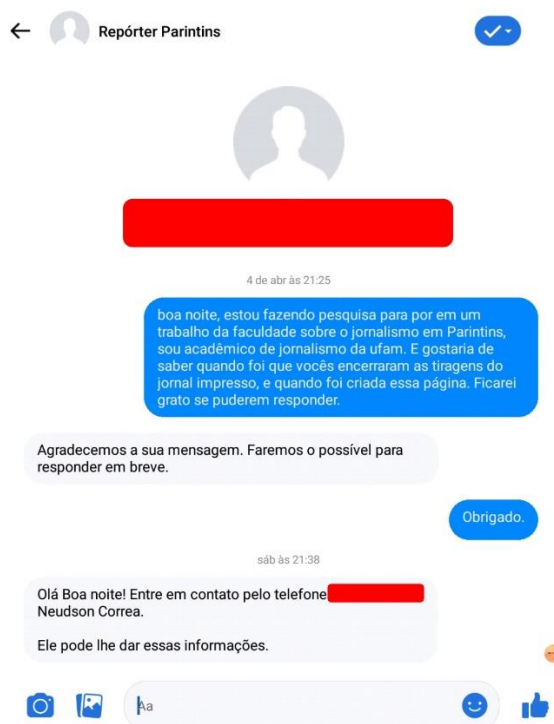 Repórter Parintins
4 de abr às 21:25
boa noite, estou fazendo pesquisa para por em um
trabalho da faculdade sobre o jornalismo em Parintins,
sou acadêmico de jornalismo da ufam. E gostaria de
saber quando foi que vocês encerraram as tiragens do
jornal impresso, e quando foi criada essa página. Ficarei
grato se puderem responder.
Agradecemos a sua mensagem. Faremos o possível para
responder em breve.
Obrigado.
sáb às 21:38
Olá Boa noite! Entre em contato pelo telefone
Neudson Correa.
Ele pode lhe dar essas informações.
Aa